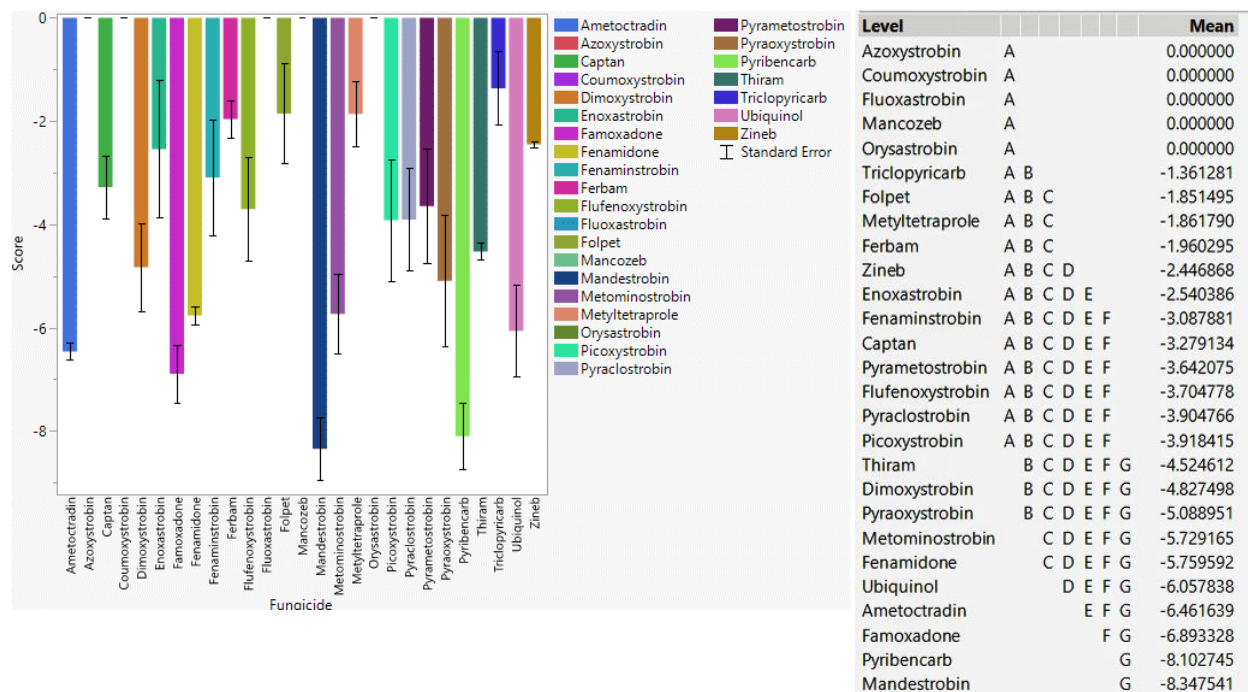 -0
-2
-4
-6
-8
Score
Ametoctradin
Azoxystrobin
Captan
Coumoxystrobin
Dimoxystrobin
Enoxastrobin
Famoxadone
Fenamidone
Fenaminstrobin
Ferbam
Flufenoxystrobin
Fluoxastrobin
Folpet
Mancozeb
Mandestrobin
Metominostrobin
Metyltetraprole
Orysastrobin
Picoxystrobin
Pyraclostrobin
Pyrametostrobin
Pyraoxystrobin
Pyribencarb
Thiram
Triclopyricarb
Ubiquinol
Zineb
Fungicide
Ametoctradin
Azoxystrobin
Captan
Coumoxystrobin
Dimoxystrobin
Enoxastrobin
Famoxadone
Fenamidone
Fenaminstrobin
Ferbam
Flufenoxystrobin
Fluoxastrobin
Folpet
Mancozeb
Mandestrobin
Metominostrobin
Metyltetraprole
Orysastrobin
Picoxystrobin
Pyraclostrobin
Pyrametostrobin
Pyraoxystrobin
Pyribencarb
Thiram
Triclopyricarb
Ubiquinol
Zineb
Standard Error
Level Mean
Azoxystrobin A 0.000000
Coumoxystrobin A 0.000000
Fluoxastrobin A 0.000000
Mancozeb A 0.000000
Orysastrobin A 0.000000
Triclopyricarb A B -1.361281
Folpet A B C -1.851495
Metyltetraprole A B C -1.861790
Ferbam A B C -1.960295
Zineb A B C D -2.446868
Enoxastrobin A B C D E -2.540386
Fenaminstrobin A B C D E F -3.087881
Captan A B C D E F -3.279134
Pyrametostrobin A B C D E F -3.642075
Flufenoxystrobin A B C D E F -3.704778
Pyraclostrobin A B C D E F -3.904766
Picoxystrobin A B C D E F -3.918415
Thiram B C D E F G -4.524612
Dimoxystrobin B C D E F G -4.827498
Pyraoxystrobin B C D E F G -5.088951
Metominostrobin C D E F G -5.729165
Fenamidone C D E F G -5.759592
Ubiquinol D E F G -6.057838
Ametoctradin E F G -6.461639
Famoxadone F G -6.893328
Pyribencarb G -8.102745
Mandestrobin G -8.347541